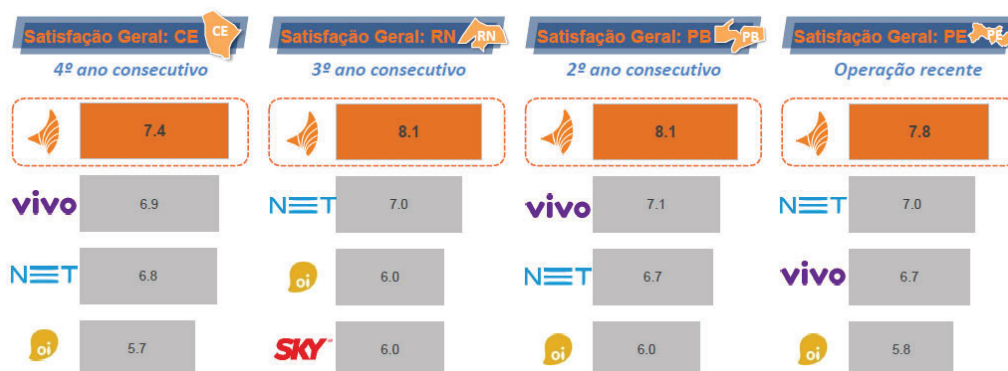 Satisfação Geral: CE
CE
4º ano consecutivo
7.4
vivo
6.9
NET
6.8
oi
5.7
Satisfação Geral: RN
RN
3º ano consecutivo
8.1
NET
7.0
oi
6.0
SKY
6.0
Satisfação Geral: PB
PB
2º ano consecutivo
8.1
vivo
7.1
NET
6.7
oi
6.0
Satisfação Geral: PE
PE
Operação recente
7.8
NET
7.0
vivo
6.7
oi
5.8